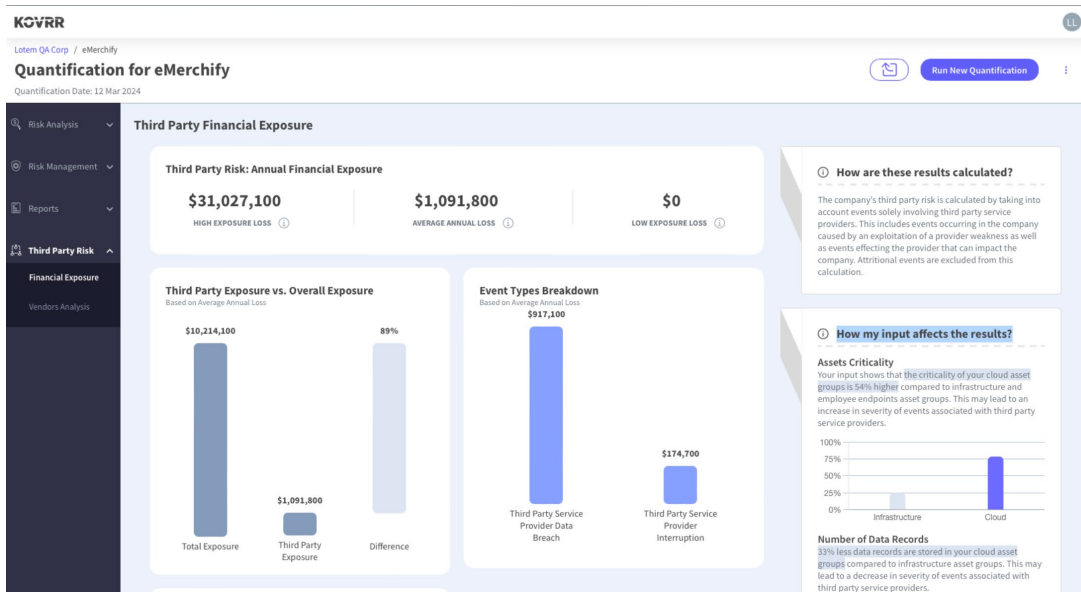 KOVRR
LL
Lotem QA Corp / eMerchify
Quantification for eMerchify
Run New Quantification
Quantification Date: 12 Mar 2024
Risk Analysis
Risk Management
Reports
Third Party Risk
Financial Exposure
Vendors Analysis
Third Party Financial Exposure
Third Party Risk: Annual Financial Exposure
$31,027,100
HIGH EXPOSURE LOSS
$1,091,800
AVERAGE ANNUAL LOSS
$0
LOW EXPOSURE LOSS
Third Party Exposure vs. Overall Exposure
Based on Average Annual Loss
$10,214,100
89%
$1,091,800
Total Exposure
Third Party
Exposure
Difference
Event Types Breakdown
Based on Average Annual Loss
$917,100
$174,700
Third Party Service
Provider Data
Breach
Third Party Service
Provider
Interruption
How are these results calculated?
The company's third party risk is calculated by taking into
account events solely involving third party service
providers. This includes events occurring in the company
caused by an exploitation of a provider weakness as well
as events effecting the provider that can impact the
company. Attritional events are excluded from this
calculation.
How my input affects the results?
Assets Criticality
Your input shows that the criticality of your cloud asset
groups is 54% higher compared to infrastructure and
employee endpoints asset groups. This may lead to an
increase in severity of events associated with third party
service providers.
100%
75%
50%
25%
0%
Infrastructure
Cloud
Number of Data Records
33% less data records are stored in your cloud asset
groups compared to infrastructure asset groups. This may
lead to a decrease in severity of events associated with
third party service providers.